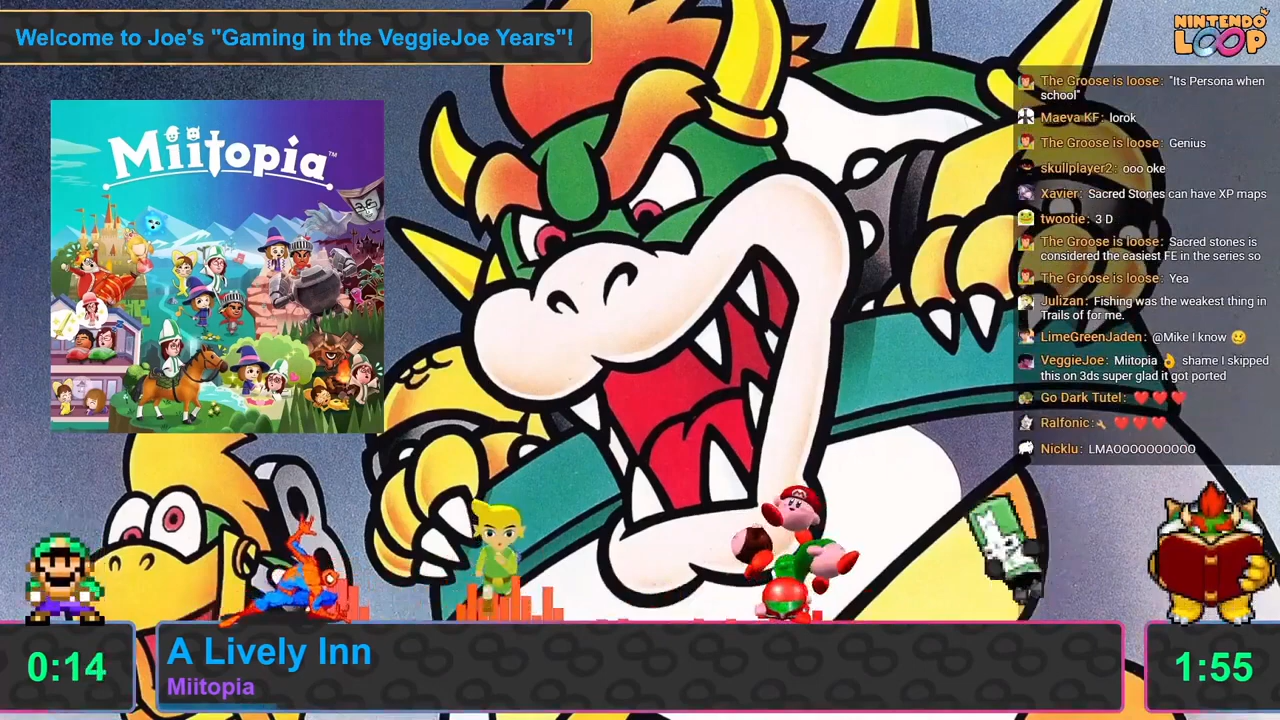 Welcome to Joe's "Gaming in the VeggieJoe Years"!
NINTENDO
LOOP
Miitopia™
The Groose is loose: "Its Persona when
school"
Maeva KF: lorok
The Groose is loose: Genius
skullplayer2: ooo oke
Xavier: Sacred Stones can have XP maps
twootie: 3 D
The Groose is loose: Sacred stones is
considered the easiest FE in the series so
The Groose is loose: Yea
Julizan: Fishing was the weakest thing in
Trails of for me.
LimeGreenJaden: @Mike I know 🥴
VeggieJoe: Miitopia 👌 shame I skipped
this on 3ds super glad it got ported
Go Dark Tutel: ❤️❤️❤️
Ralfonic:🔧 ❤️❤️❤️
Nicklu: LMAOOOOOOOOOO
0:14
A Lively Inn
Miitopia
1:55